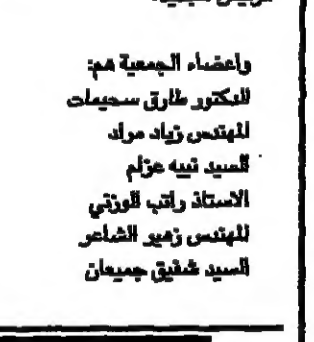 واعضاء الجمعية هم:
الدكتور طارق سحيمات
المهندس زياد مراد
السيد نبيه عزام
الاستاذ راتب الوزني
المهندس زهير الشاعر
السيد شفيق جميعان